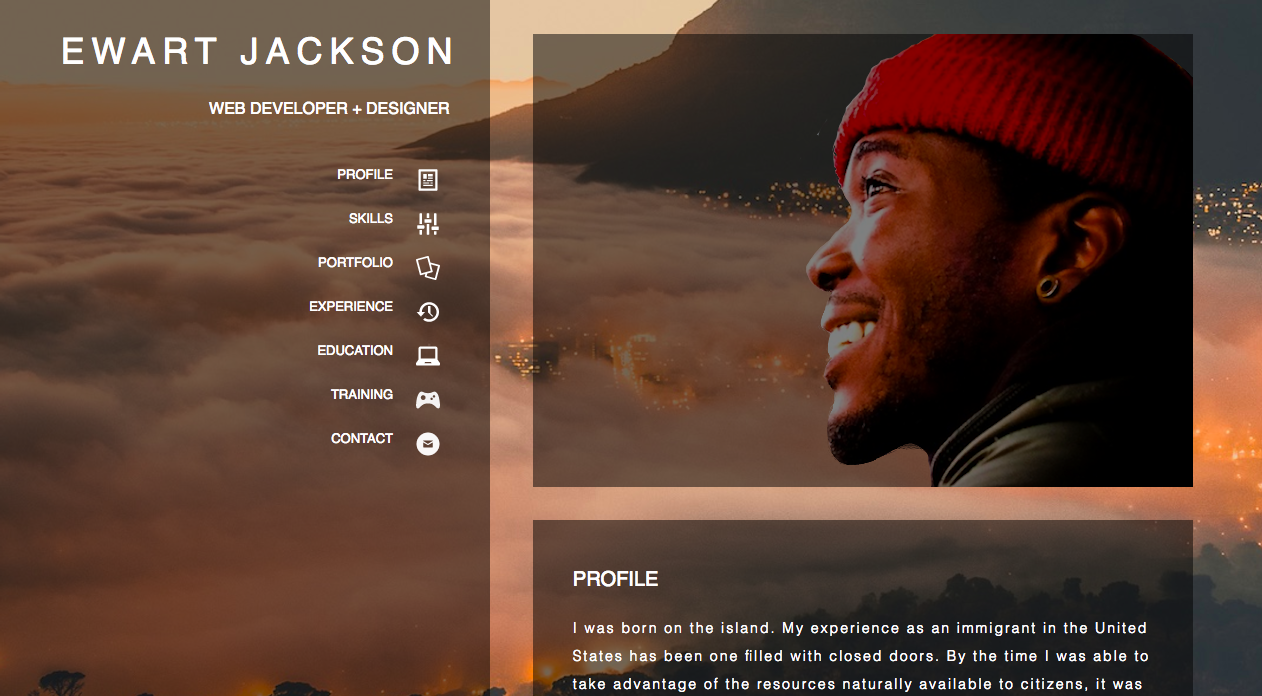 EWART JACKSON
WEB DEVELOPER + DESIGNER
PROFILE
SKILLS
PORTFOLIO
EXPERIENCE
EDUCATION
TRAINING
CONTACT
PROFILE
I was born on the island. My experience as an immigrant in the United
States has been one filled with closed doors. By the time I was able to
take advantage of the resources naturally available to citizens, it was